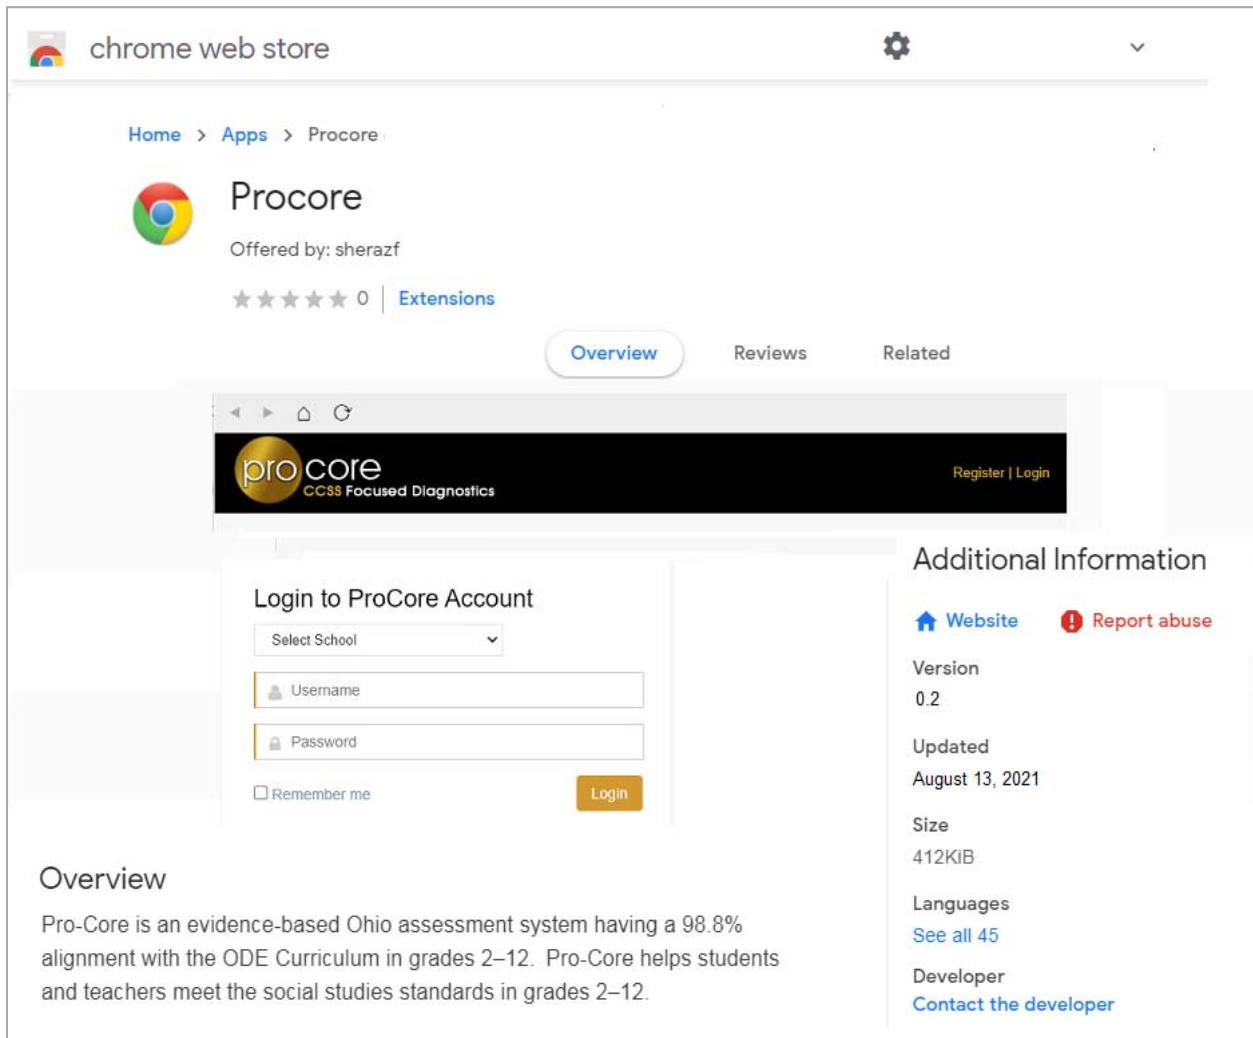 chrome web store
Home > Apps > Procore
Procore
Offered by: sherazf
0 | Extensions
Overview Reviews Related
pro core
CCSS Focused Diagnostics
Register | Login
Login to ProCore Account
Select School
Username
Password
Remember me
Login
Overview
Pro-Core is an evidence-based Ohio assessment system having a 98.8%
alignment with the ODE Curriculum in grades 2–12.  Pro-Core helps students
and teachers meet the social studies standards in grades 2–12.
Additional Information
Website Report abuse
Version
0.2
Updated
August 13, 2021
Size
412KiB
Languages
See all 45
Developer
Contact the developer